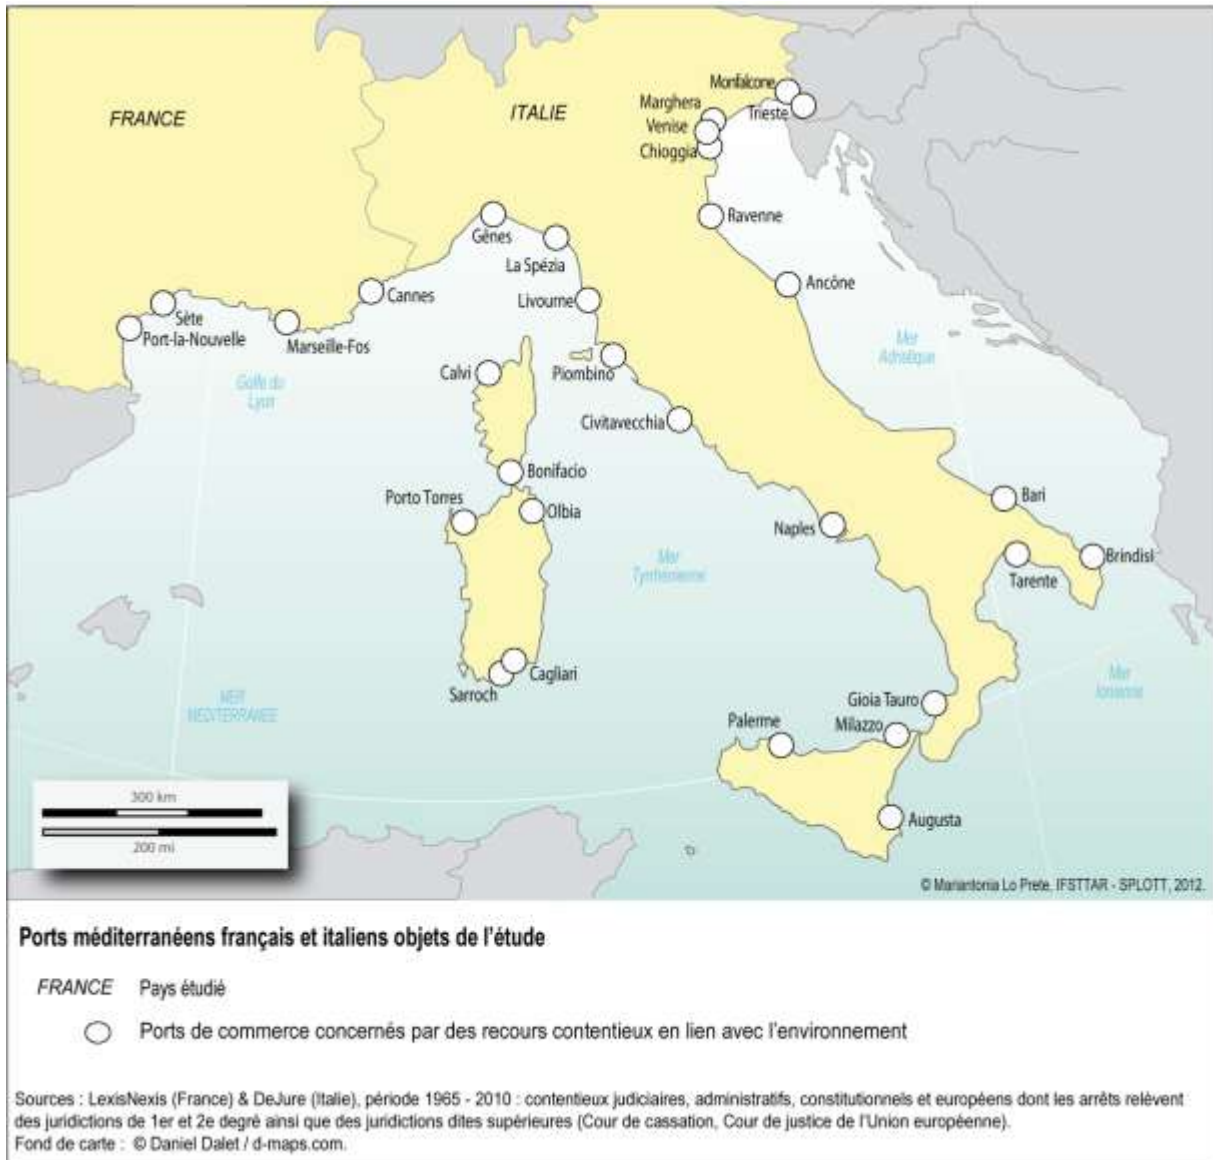 FRANCE
ITALIE
Monfalcone
Marghera
Trieste
Venise
Chioggia
Ravenne
Gênes
La Spézia
Ancône
Cannes
Livourne
Sète
Port-la-Nouvelle
Marseille-Fos
Mer
Adriatique
Calvi
Piombino
Golfe du
Lyon
Civitavecchia
Bonifacio
Porto Torres
Olbia
Bari
Naples
Mer
Tyrrhenienne
Brindisi
Tarente
Cagliari
Sarroch
Mer
Ionienne
MER
MEDITERRANEE
Gioia Tauro
Milazzo
Palerme
300 km
200 mi
Augusta
© Mariantonia Lo Prete, IFSTTAR - SPLOTT, 2012.
Ports méditerranéens français et italiens objets de l'étude
FRANCE Pays étudié
Ports de commerce concernés par des recours contentieux en lien avec l'environnement
Sources : LexisNexis (France) & DeJure (Italie), période 1965 - 2010 : contentieux judiciaires, administratifs, constitutionnels et européens dont les arrêts relèvent
des juridictions de 1er et 2e degré ainsi que des juridictions dites supérieures (Cour de cassation, Cour de justice de l'Union européenne).
Fond de carte : © Daniel Dalet / d-maps.com.